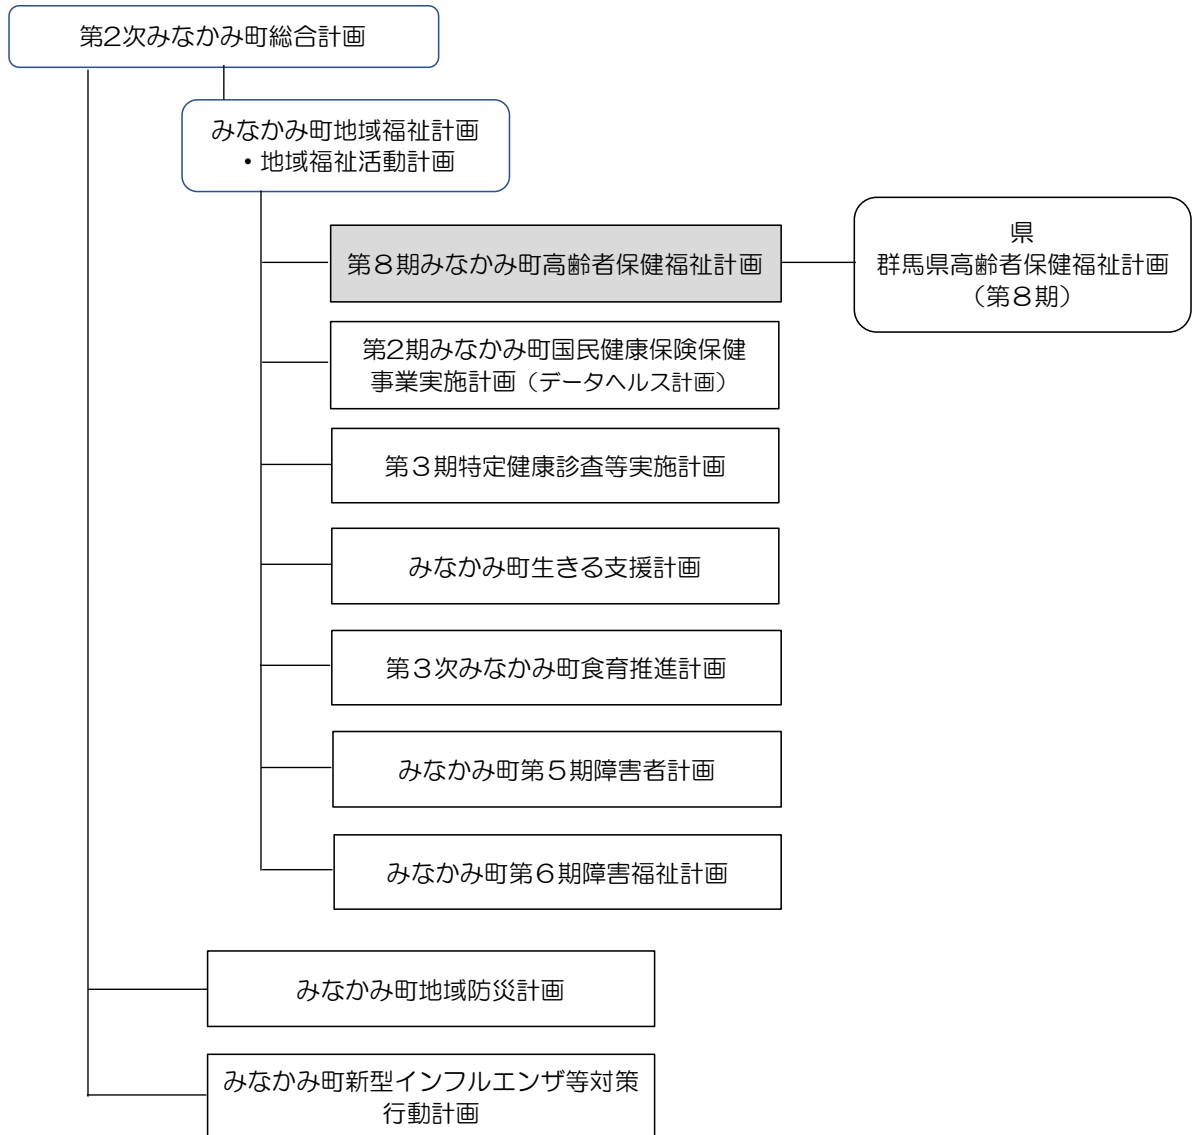 第2次みなかみ町総合計画
みなかみ町地域福祉計画
・地域福祉活動計画
第８期みなかみ町高齢者保健福祉計画
県
群馬県高齢者保健福祉計画
（第８期）
第2期みなかみ町国民健康保険保健
事業実施計画（データヘルス計画）
第３期特定健康診査等実施計画
みなかみ町生きる支援計画
第３次みなかみ町食育推進計画
みなかみ町第５期障害者計画
みなかみ町第６期障害福祉計画
みなかみ町地域防災計画
みなかみ町新型インフルエンザ等対策
行動計画